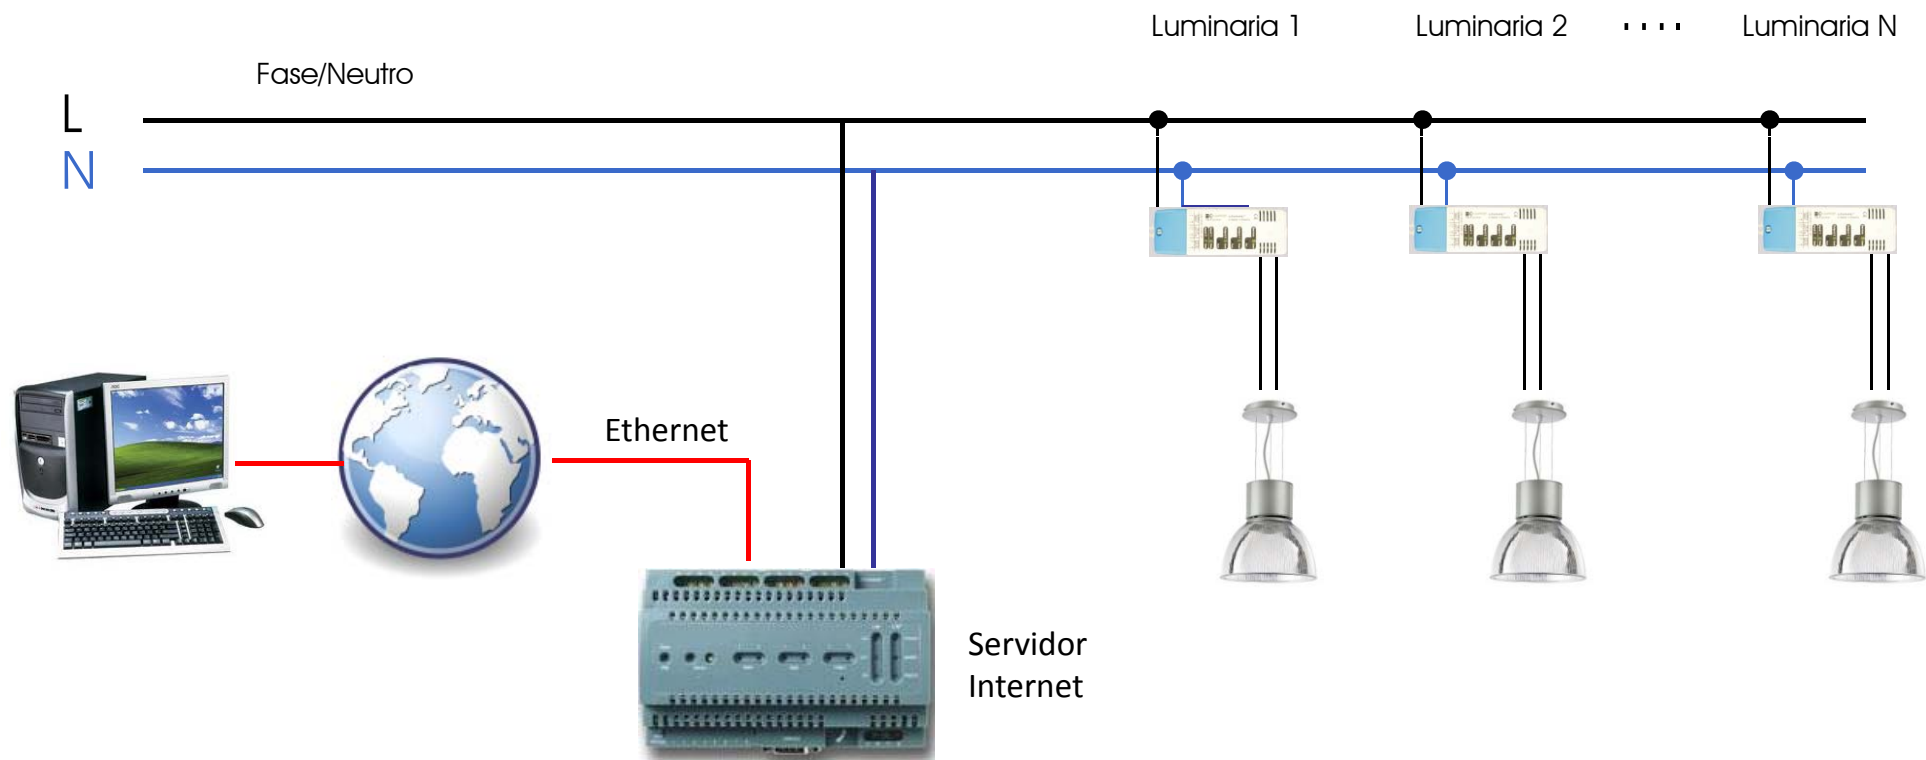 Luminaria 1 Luminaria 2 .... Luminaria N
Fase/Neutro
L
N
Ethernet
Servidor
Internet